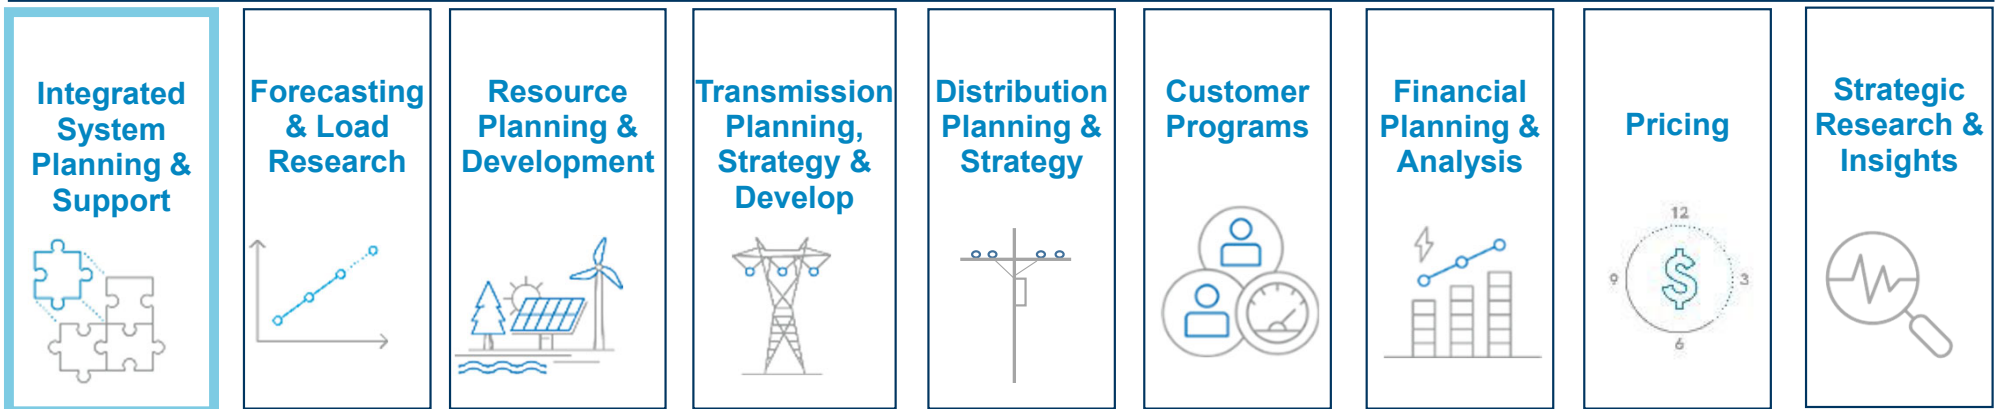 Integrated
System
Planning &
Support
Forecasting
& Load
Research
Resource
Planning &
Development
Transmission
Planning,
Strategy &
Develop
Distribution
Planning &
Strategy
Customer
Programs
Financial
Planning &
Analysis
Pricing
12
9
3
$
6
Strategic
Research &
Insights